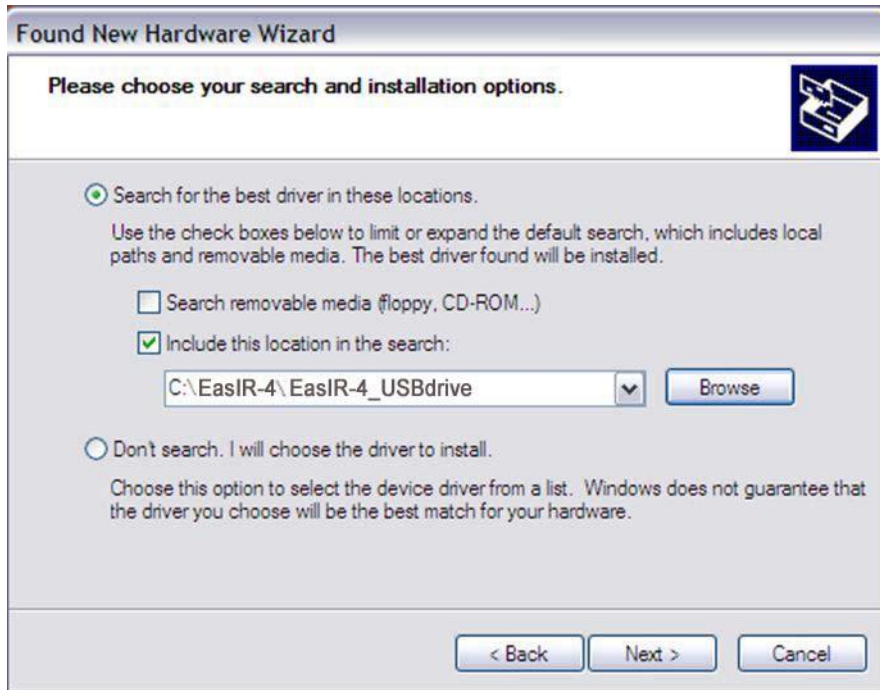 Found New Hardware Wizard
Please choose your search and installation options.
Search for the best driver in these locations.
Use the check boxes below to limit or expand the default search, which includes local
paths and removable media. The best driver found will be installed.
Search removable media (floppy, CD-ROM...)
Include this location in the search:
C:\EasIR-4\EasIR-4_USBdrive
Browse
Don't search. I will choose the driver to install.
Choose this option to select the device driver from a list. Windows does not guarantee that
the driver you choose will be the best match for your hardware.
< Back
Next >
Cancel